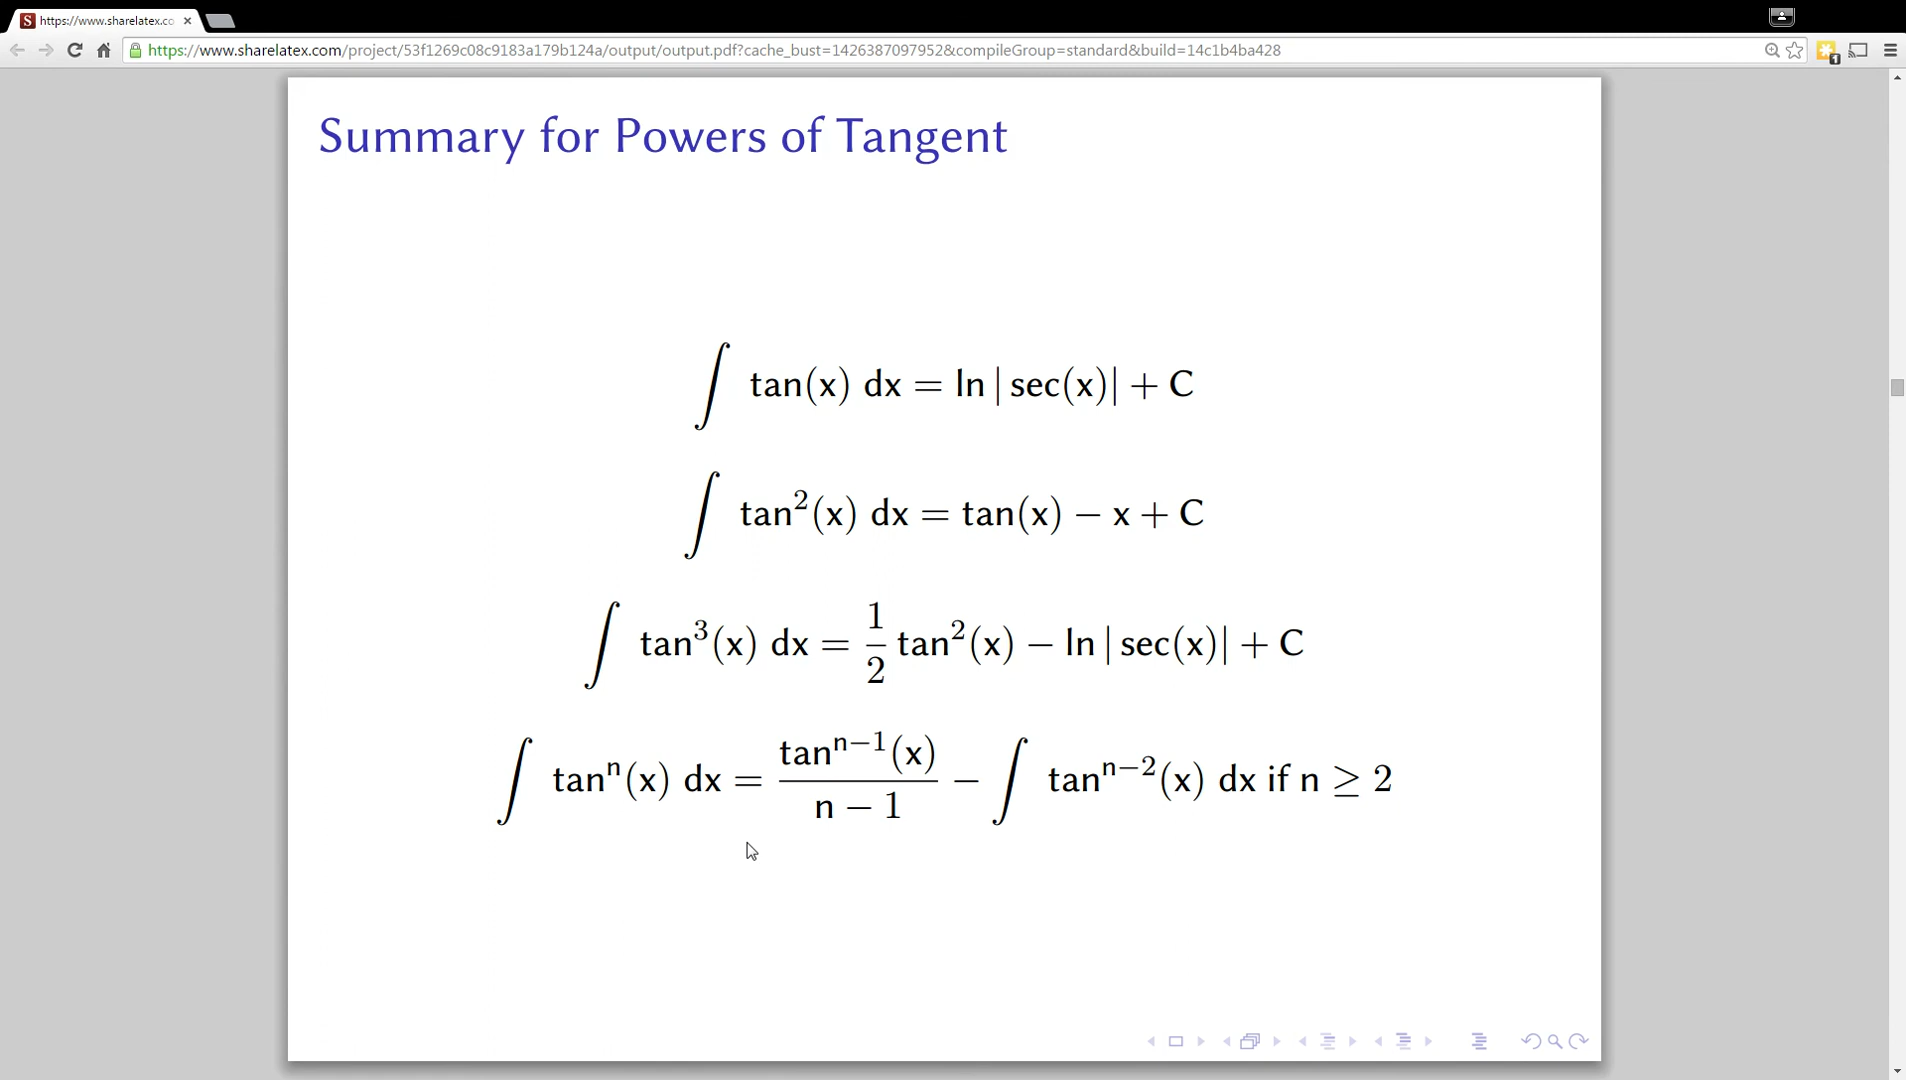 https://www.sharelatex.co
https://www.sharelatex.com/project/53f1269c08c9183a179b124a/output/output.pdf?cache_bust=1426387097952&compileGroup=standard&build=14c1b4ba428
1
Summary for Powers of Tangent
∫ tan(x) dx = ln | sec(x)| + C
∫ tan²(x) dx = tan(x) − x + C
∫ tan³(x) dx = 1/2 tan²(x) − ln | sec(x)| + C
∫ tanⁿ(x) dx = tanⁿ⁻¹(x)/(n − 1) − ∫ tanⁿ⁻²(x) dx if n ≥ 2